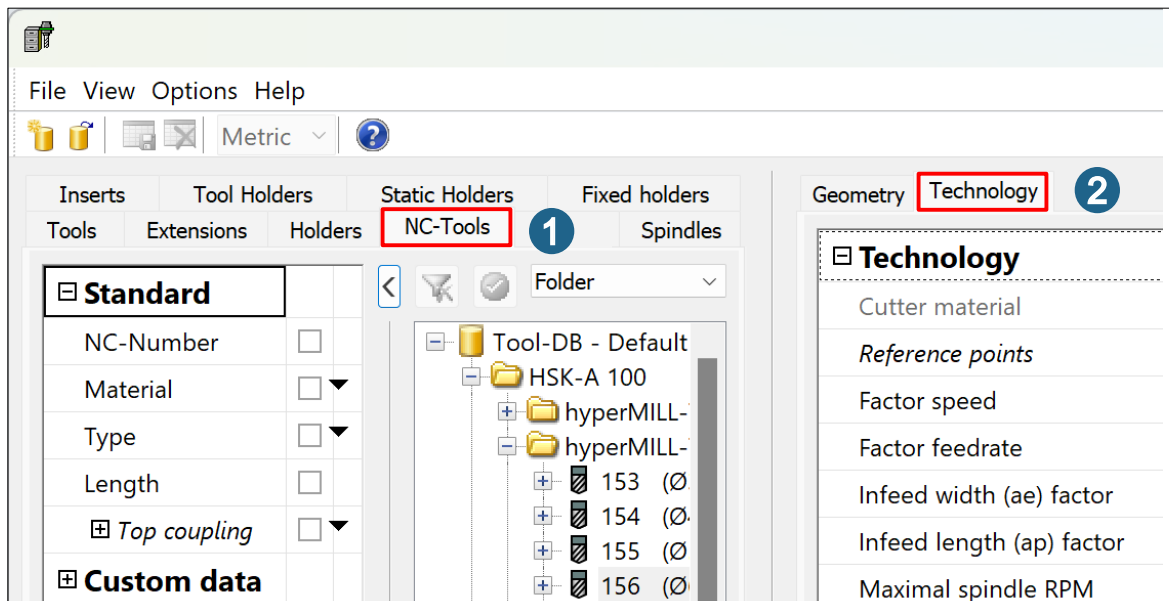 File View Options Help
Metric
Inserts Tool Holders Static Holders Fixed holders
Tools Extensions Holders NC-Tools 1 Spindles
Geometry Technology 2
Standard
NC-Number
Material
Type
Length
Top coupling
Custom data
Folder
Tool-DB - Default
HSK-A 100
hyperMILL-
hyperMILL-
153 (Ø
154 (Ø
155 (Ø
156 (Ø
Technology
Cutter material
Reference points
Factor speed
Factor feedrate
Infeed width (ae) factor
Infeed length (ap) factor
Maximal spindle RPM